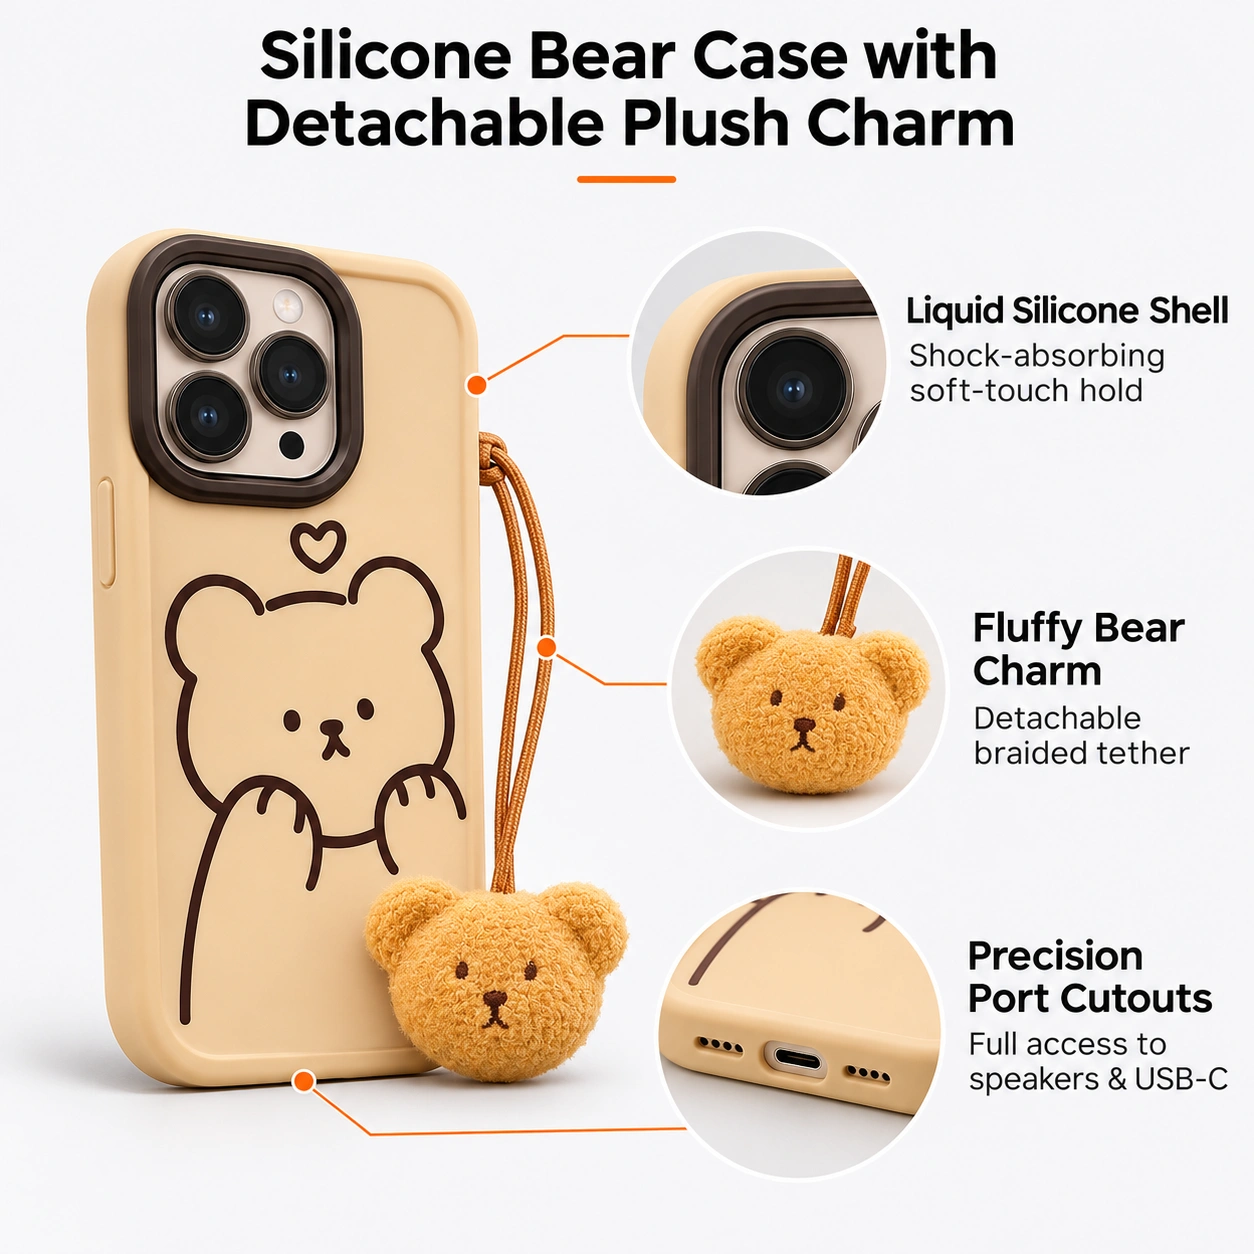 Silicone Bear Case with
Detachable Plush Charm
Liquid Silicone Shell
Shock-absorbing
soft-touch hold
Fluffy Bear
Charm
Detachable
braided tether
Precision
Port Cutouts
Full access to
speakers & USB-C